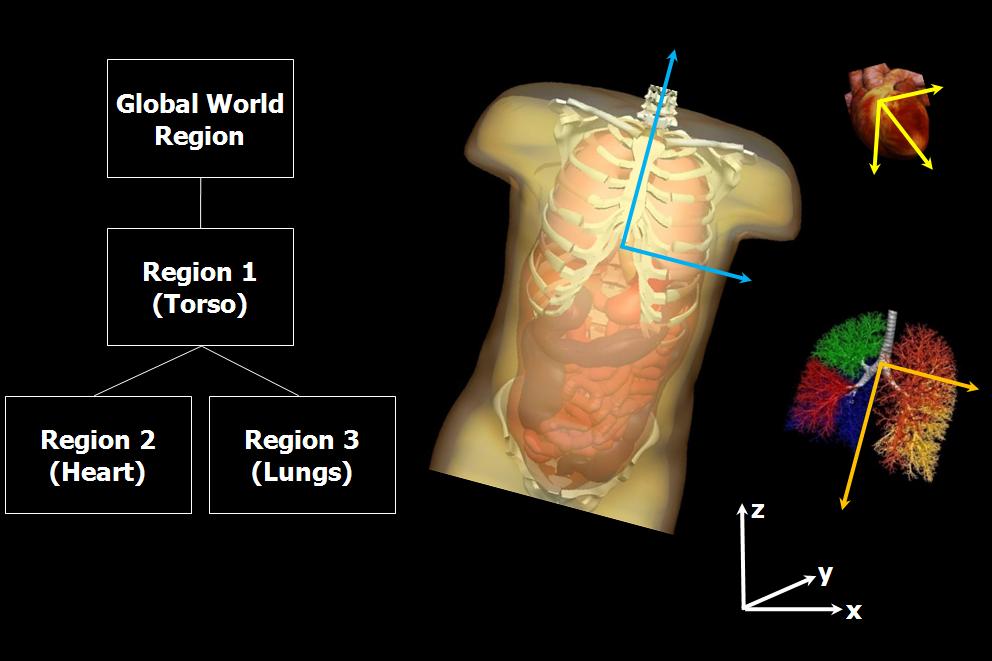 Global World
Region
Region 1
(Torso)
Region 2
(Heart)
Region 3
(Lungs)
z
y
x